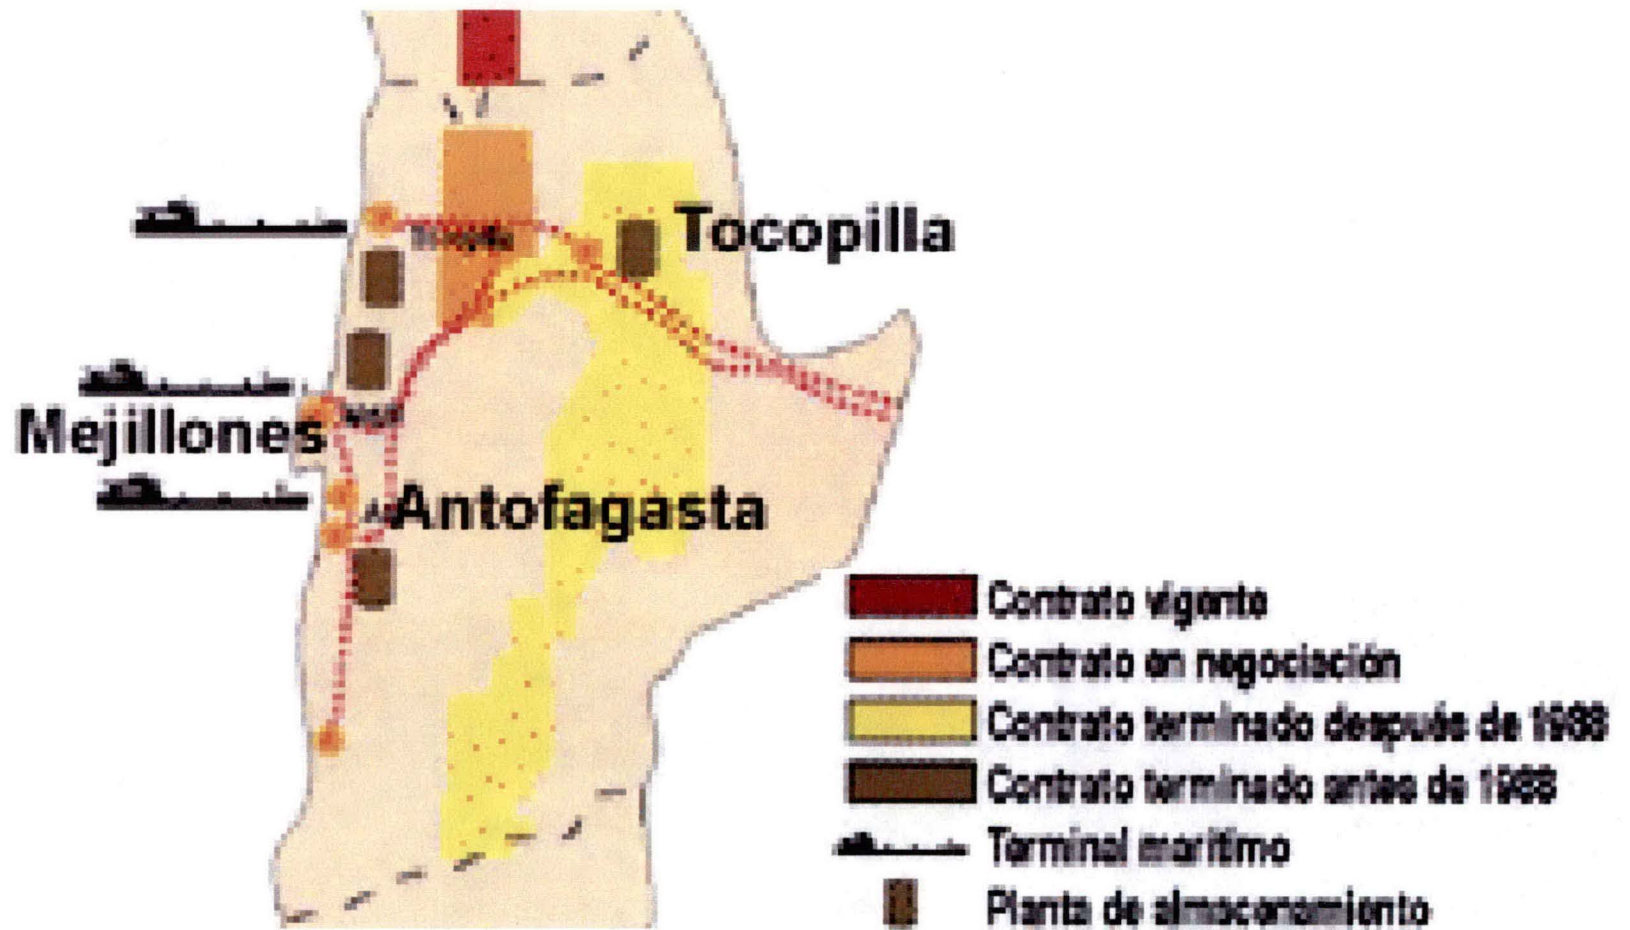 Tocopilla
Mejillones
Antofagasta
Contrato vigente
Contrato en negociación
Contrato terminado después de 1988
Contrato terminado antes de 1988
Terminal marítimo
Planta de almacenamiento